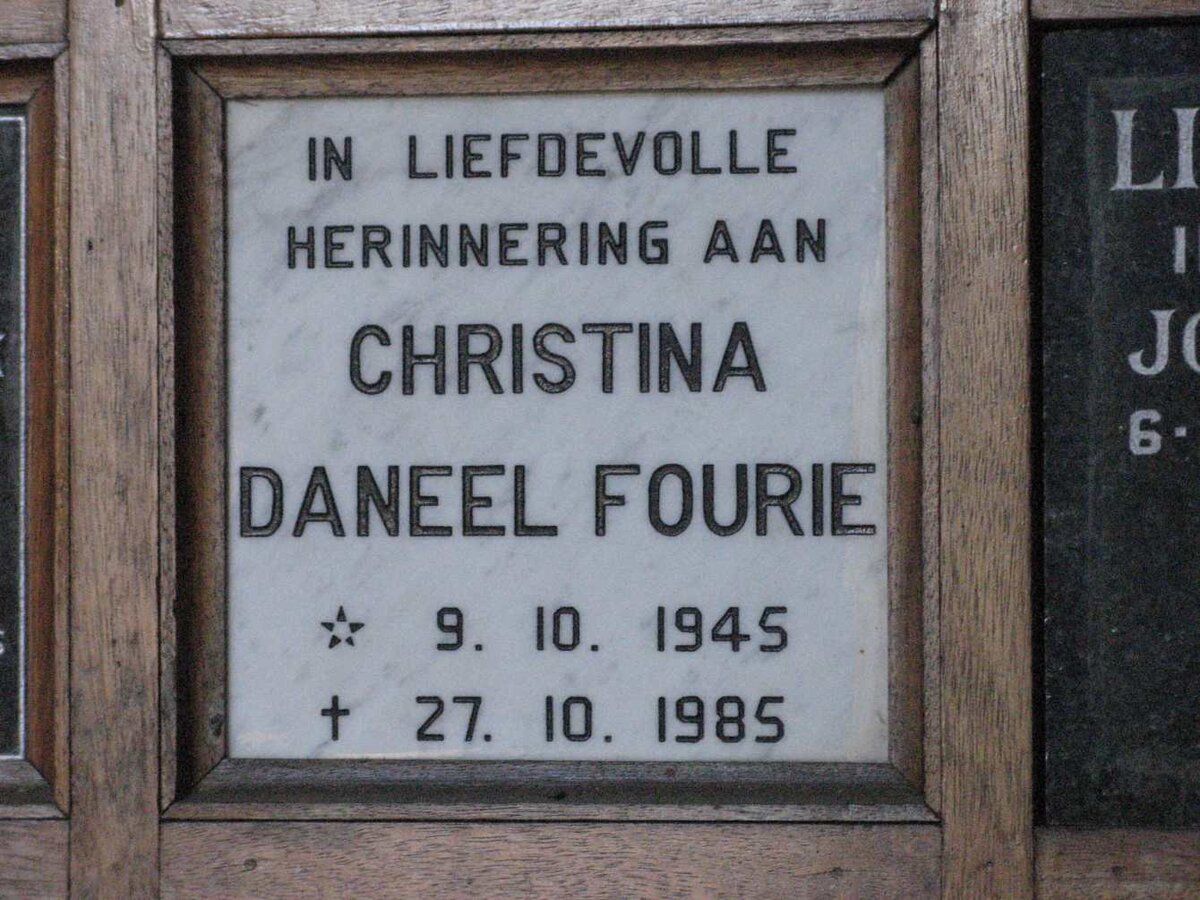 IN LIEFDEVOLLE
HERINNERING AAN
CHRISTINA
DANEEL FOURIE
☆ 9. 10. 1945
† 27. 10. 1985